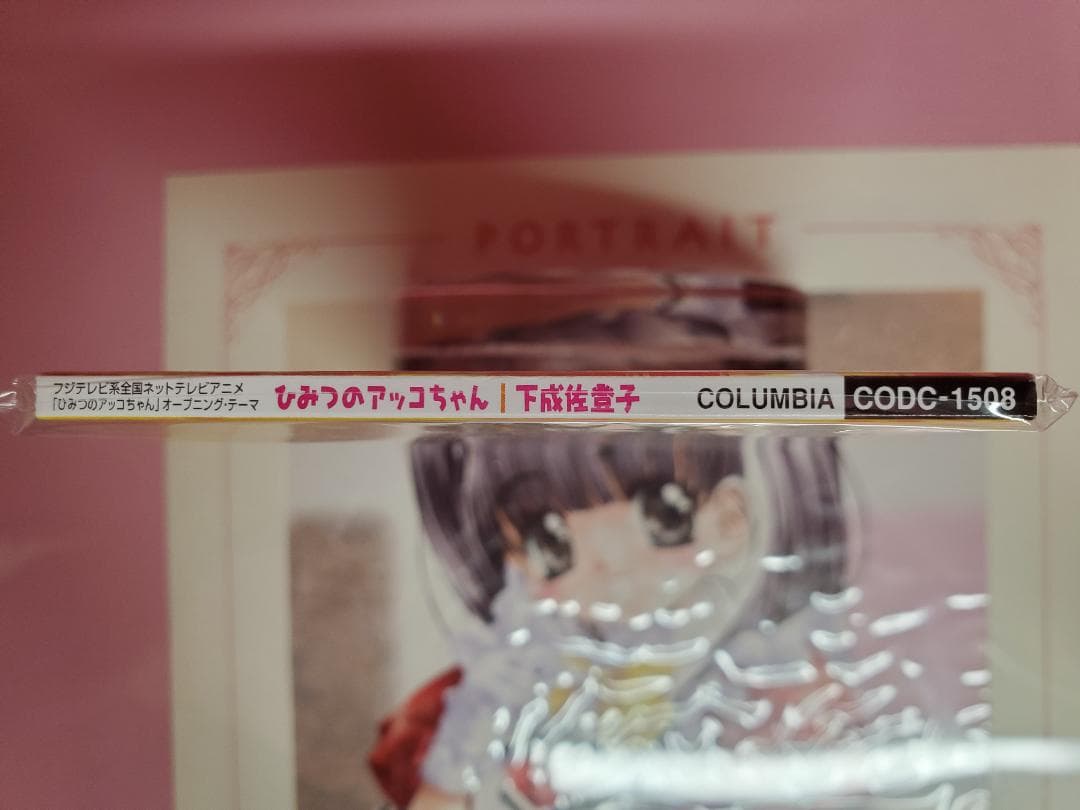 PORTRAIT
フジテレビ系全国ネットテレビアニメ
「ひみつのアッコちゃん」オープニング・テーマ
ひみつのアッコちゃん
下成佐登子
COLUMBIA
CODC-1508